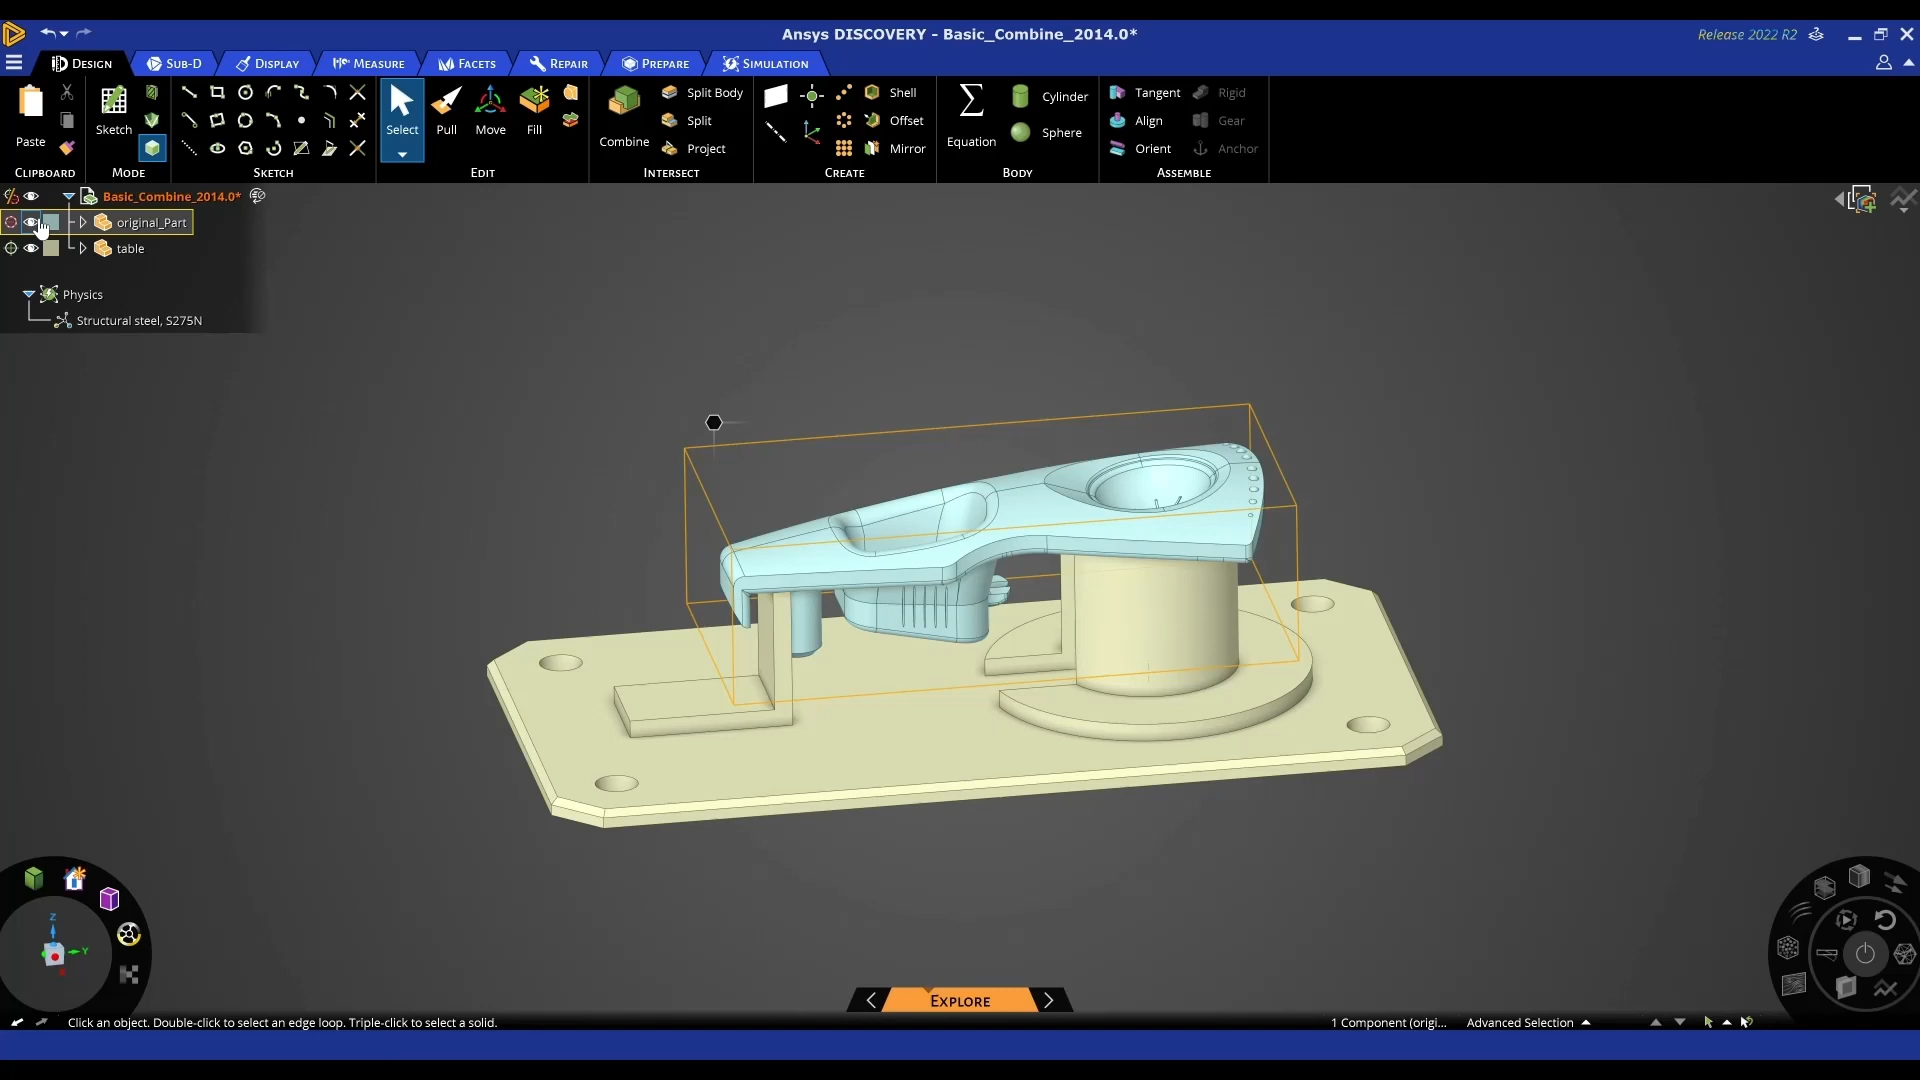 Ansys DISCOVERY - Basic_Combine_2014.0*
Release 2022 R2
DESIGN SUB-D DISPLAY MEASURE FACETS REPAIR PREPARE SIMULATION
Split Body Shell Cylinder Tangent Rigid
Paste Sketch Select Pull Move Fill Combine Split Offset Equation Sphere Align Gear
Project Mirror Orient Anchor
CLIPBOARD MODE SKETCH EDIT INTERSECT CREATE BODY ASSEMBLE
Basic_Combine_2014.0*
original_Part
table
Physics
Structural steel, S275N
Z
Y
EXPLORE
Click an object. Double-click to select an edge loop. Triple-click to select a solid.
1 Component (origi... Advanced Selection